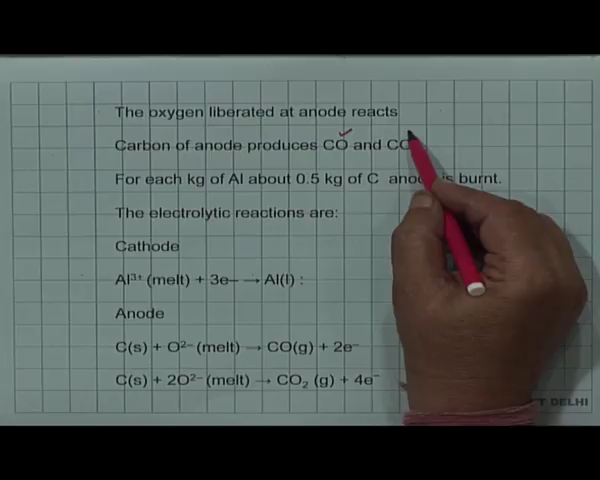 The oxygen liberated at anode reacts
Carbon of anode produces CO and CO
For each kg of Al about 0.5 kg of C is burnt.
The electrolytic reactions are:
Cathode
Al³⁺ (melt) + 3e– → Al(l) :
Anode
C(s) + O²⁻ (melt) → CO(g) + 2e⁻
C(s) + 2O²⁻ (melt) → CO₂ (g) + 4e⁻
DELHI